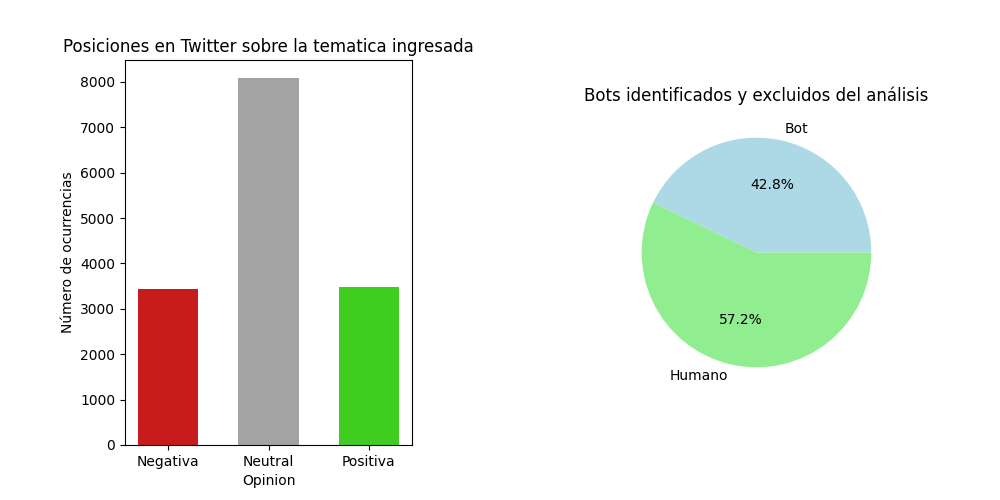 Posiciones en Twitter sobre la tematica ingresada
Número de ocurrencias
8000
7000
6000
5000
4000
3000
2000
1000
0
Negativa
Neutral
Positiva
Opinion
Bots identificados y excluidos del análisis
Bot
42.8%
57.2%
Humano